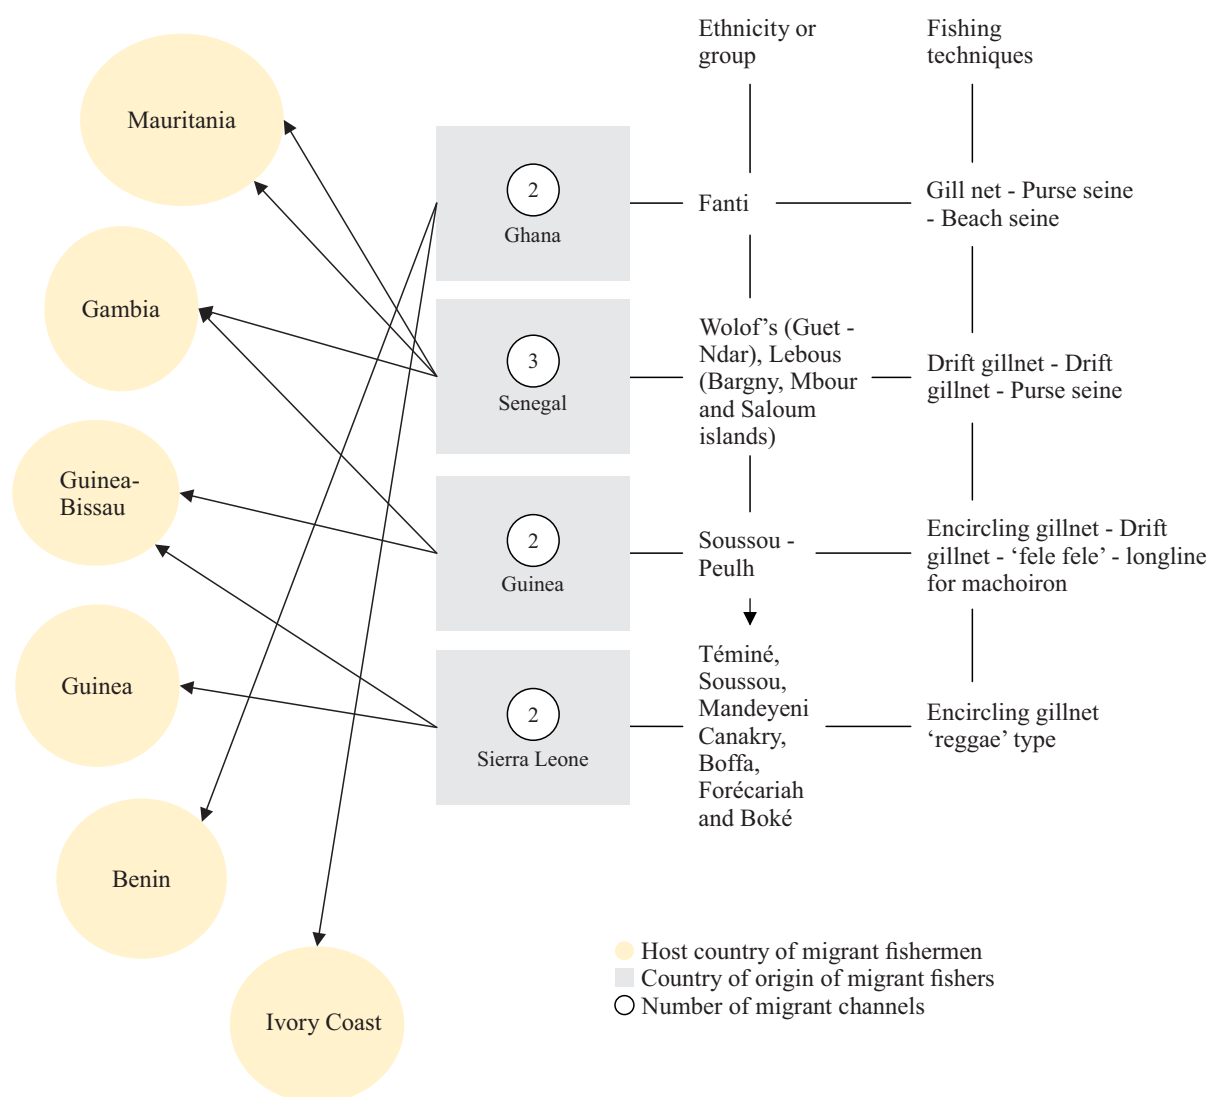 Ethnicity or
group
Fishing
techniques
Mauritania
Gambia
Guinea-
Bissau
Guinea
Benin
Ivory Coast
2
Ghana
3
Senegal
2
Guinea
2
Sierra Leone
Fanti
Gill net - Purse seine
- Beach seine
Wolof’s (Guet -
Ndar), Lebous
(Bargny, Mbour
and Saloum
islands)
Drift gillnet - Drift
gillnet - Purse seine
Soussou -
Peulh
Encircling gillnet - Drift
gillnet - ‘fele fele’ - longline
for machoiron
Téminé,
Soussou,
Mandeyeni
Canakry,
Boffa,
Forécariah
and Boké
Encircling gillnet
‘reggae’ type
Host country of migrant fishermen
Country of origin of migrant fishers
Number of migrant channels